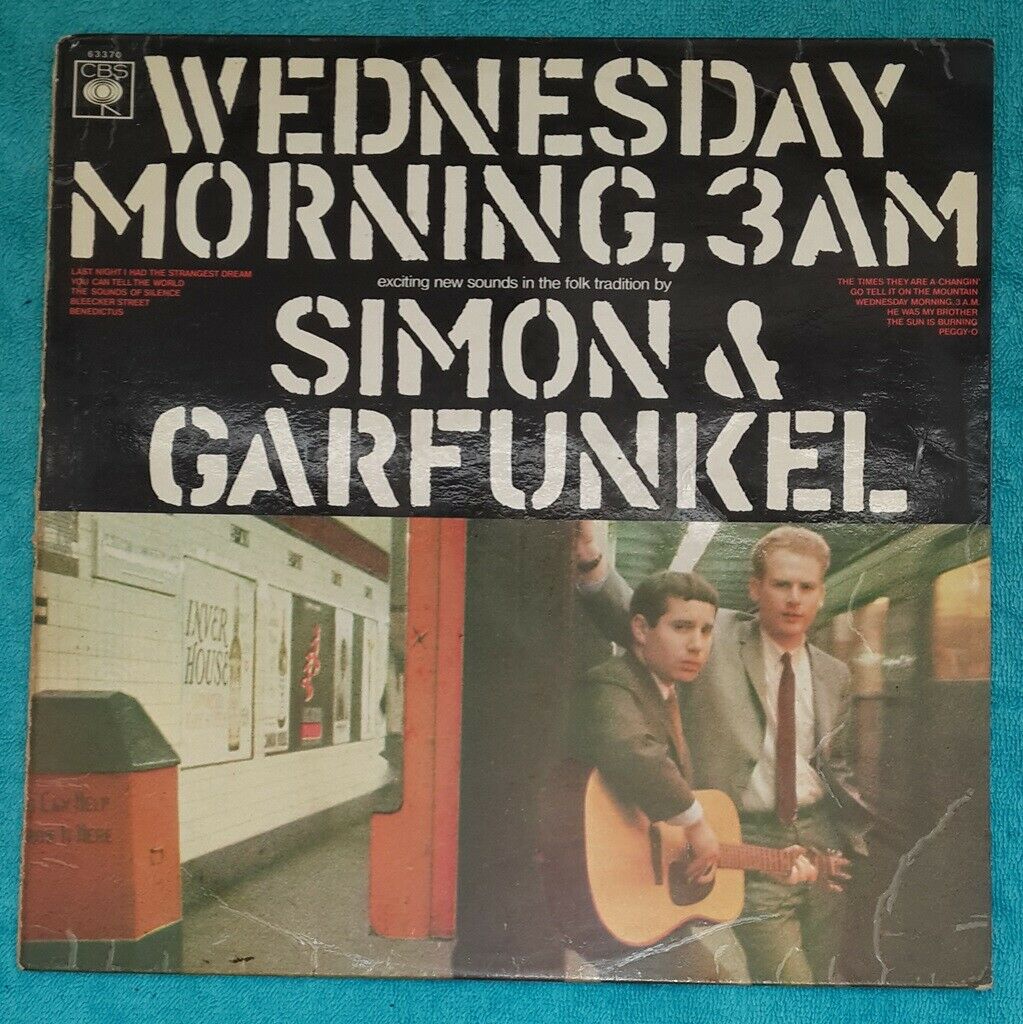 63370
CBS
WEDNESDAY
MORNING, 3AM
LAST NIGHT I HAD THE STRANGEST DREAM
YOU CAN TELL THE WORLD
THE SOUNDS OF SILENCE
BLEECKER STREET
BENEDICTUS
exciting new sounds in the folk tradition by
THE TIMES THEY ARE A-CHANGIN'
GO TELL IT ON THE MOUNTAIN
WEDNESDAY MORNING, 3 A.M.
HE WAS MY BROTHER
THE SUN IS BURNING
PEGGY-O
SIMON &
GARFUNKEL
INVER
HOUSE
CAN HELP
HERE